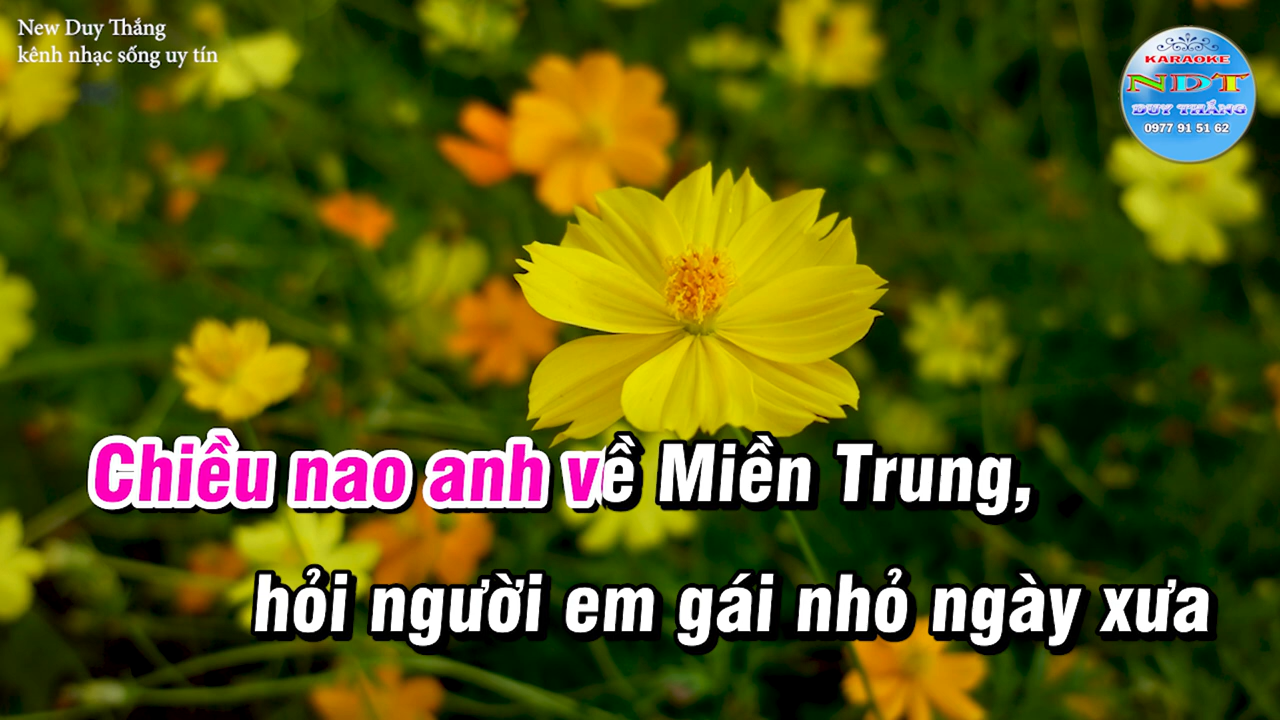 New Duy Thắng
kênh nhạc sống uy tín
KARAOKE
NDT
DUY THẮNG
0977 91 51 62
Chiều nao anh về Miền Trung,
hỏi người em gái nhỏ ngày xưa